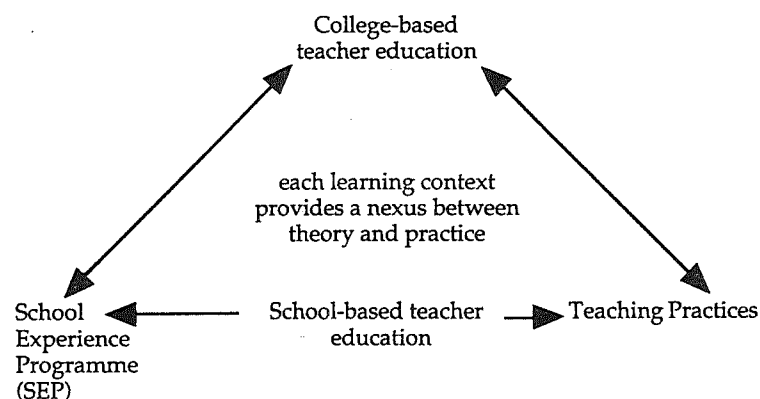 College-based
teacher education
each learning context
provides a nexus between
theory and practice
School
Experience
Programme
(SEP)
School-based teacher
education
Teaching Practices